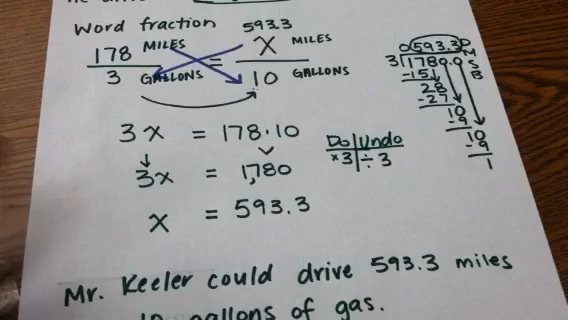 Word fraction
593.3
178 MILES = X MILES
3 GALLONS 10 GALLONS
3x = 178·10
3x = 1,780
x = 593.3
Do Undo
×3 ÷3
0593.3
3 1780.0
-15
28
-27
10
-9
10
-9
1
D
M
S
B
Mr. Keeler could drive 593.3 miles
10 gallons of gas.